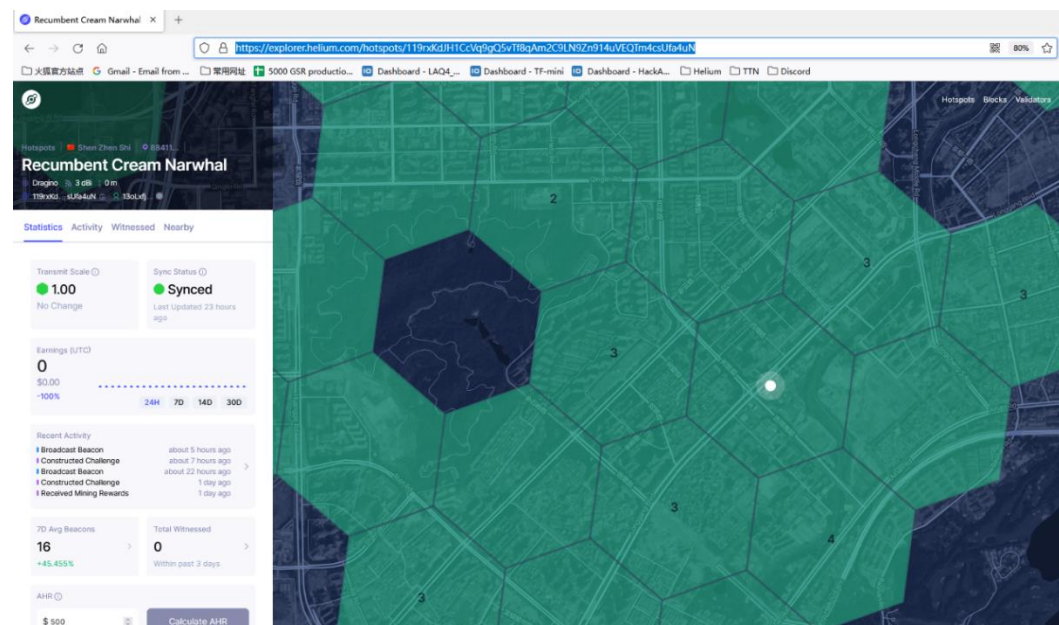 Recumbent Cream Narwhal × +
https://explorer.helium.com/hotspots/119rxKdJH1CcVq9gQ5vTf8qAm2C9LN9Zn914uVEQTm4csUfa4uN 80%
火狐官方站点 Gmail - Email from ... 常用网址 5000 GSR productio... Dashboard - LAQ4_... Dashboard - TF-mini Dashboard - HackA... Helium TTN Discord
Hotspots Blocks Validators
Hotspots Shen Zhen Shi 88411...
Recumbent Cream Narwhal
Dragino 3 dBi 0 m
119rxKd...sUfa4uN
Statistics Activity Witnessed Nearby
Transmit Scale
1.00
No Change
Sync Status
Synced
Last Updated 23 hours
ago
Earnings (UTC)
0
$0.00
-100%
24H 7D 14D 30D
Recent Activity
Broadcast Beacon about 5 hours ago
Constructed Challenge about 7 hours ago
Broadcast Beacon about 22 hours ago
Constructed Challenge 1 day ago
Received Mining Rewards 1 day ago
7D Avg Beacons
16
+45.455%
Total Witnessed
0
Within past 3 days
AHR
$ 500 Calculate AHR
2
3
3
3
3
4
3